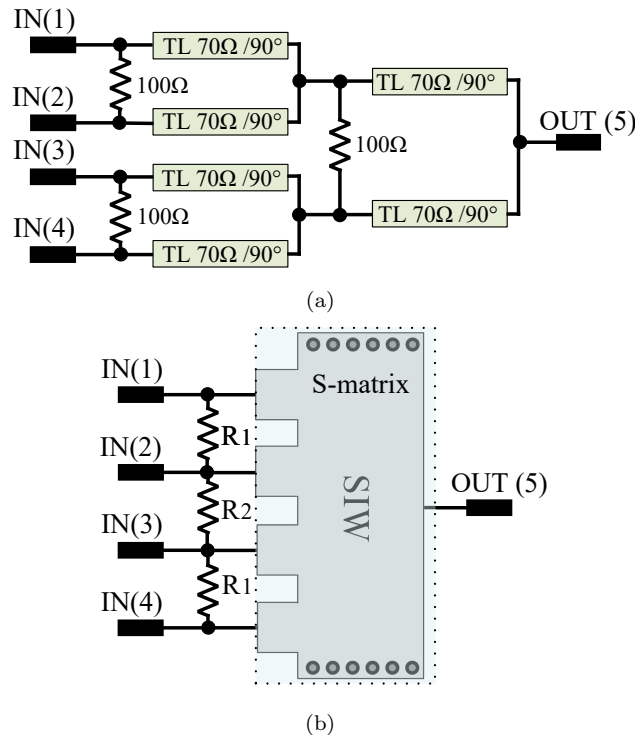 IN(1)
TL 70Ω /90°
100Ω
TL 70Ω /90°
IN(2)
TL 70Ω /90°
OUT (5)
IN(3)
100Ω
TL 70Ω /90°
TL 70Ω /90°
100Ω
IN(4)
TL 70Ω /90°
(a)
IN(1)
S-matrix
R1
IN(2)
SIW
OUT (5)
R2
IN(3)
R1
IN(4)
(b)